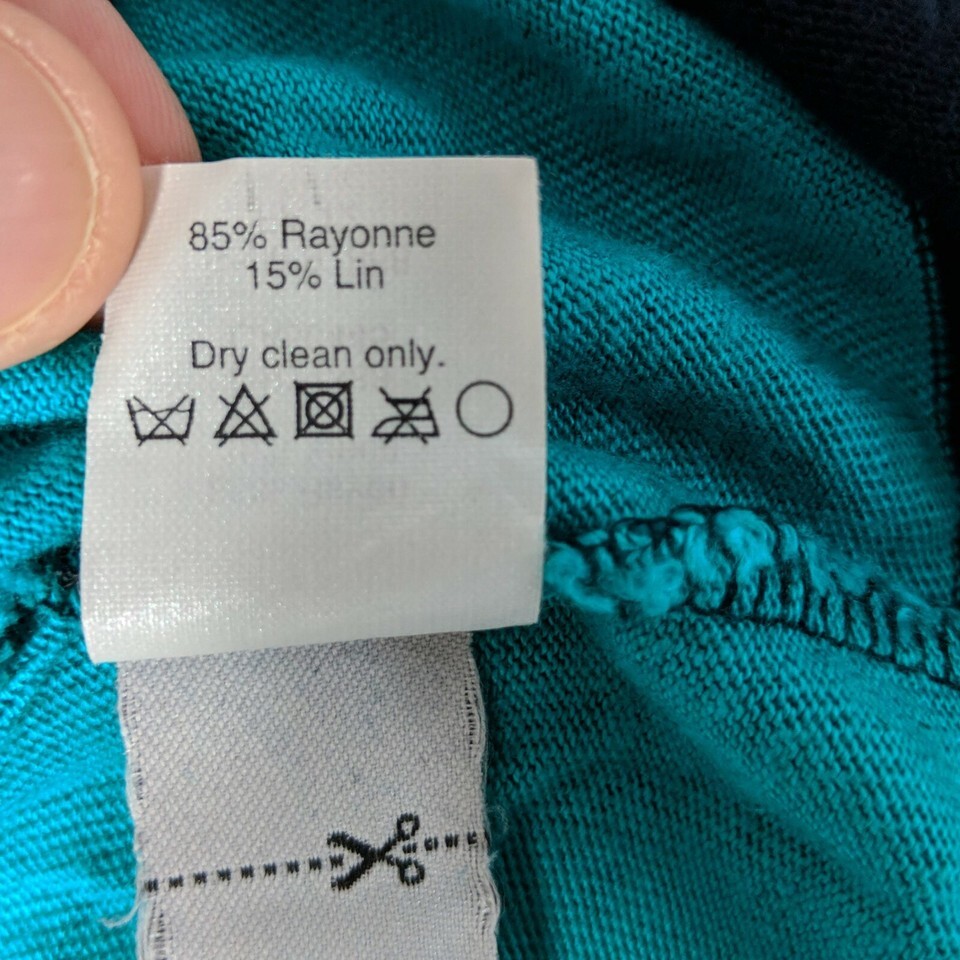 85% Rayonne
15% Lin
Dry clean only.